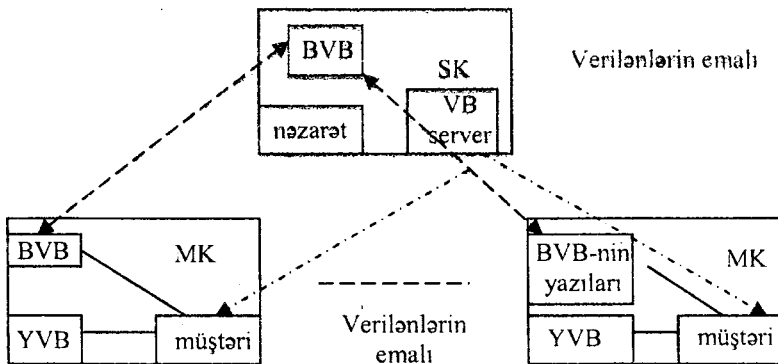 BVB
SK
Verilənlərin emalı
VB
server
nəzarət
BVB
MK
YVB
müştəri
Verilənlərin
emalı
BVB-nin
yazıları
MK
YVB
müştəri